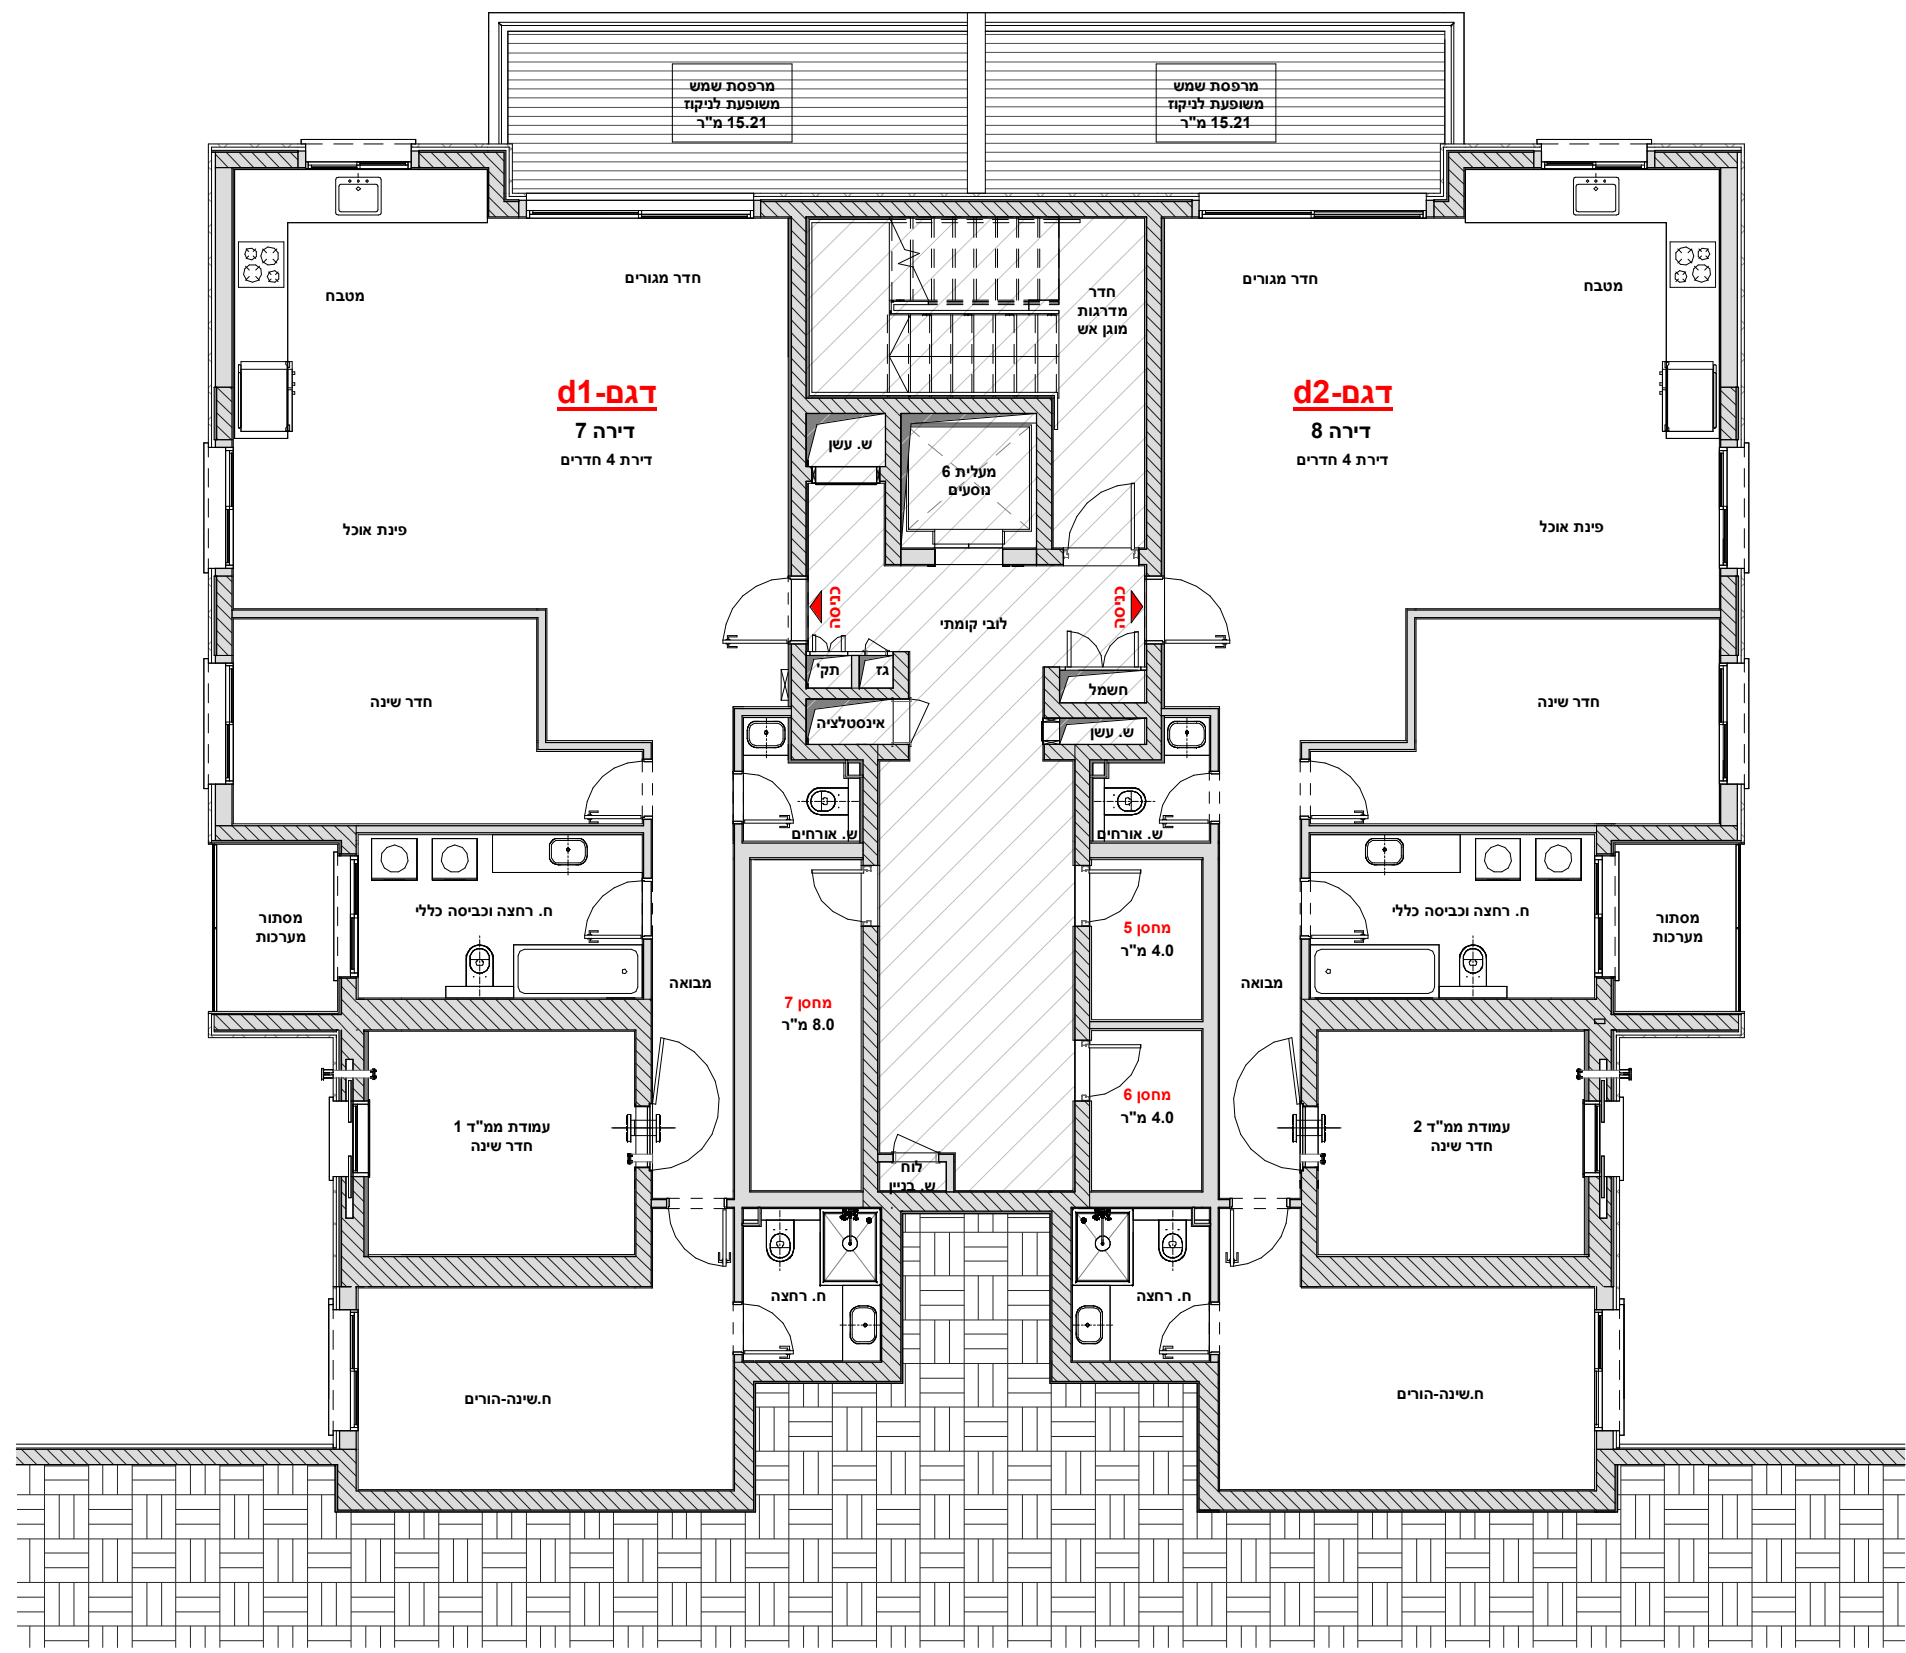 מרפסת שמש
משופעת לניקוז
15.21 מ"ר
מרפסת שמש
משופעת לניקוז
15.21 מ"ר
חדר מגורים
מטבח
דגם-d1
דירה 7
דירת 4 חדרים
פינת אוכל
חדר מדרגות
מוגן אש
ש. עשן
מעלית 6
נוסעים
חדר מגורים
מטבח
דגם-d2
דירה 8
דירת 4 חדרים
פינת אוכל
כניסה
לובי קומתי
כניסה
תק'
גז
אינסטלציה
חשמל
ש. עשן
חדר שינה
חדר שינה
ש. אורחים
ש. אורחים
ח. רחצה וכביסה כללי
ח. רחצה וכביסה כללי
מסתור
מערכות
מסתור
מערכות
מבואה
מבואה
מחסן 7
8.0 מ"ר
מחסן 5
4.0 מ"ר
מחסן 6
4.0 מ"ר
עמודת ממ"ד 1
חדר שינה
עמודת ממ"ד 2
חדר שינה
לוח
ש. בניין
ח. רחצה
ח. רחצה
ח.שינה-הורים
ח.שינה-הורים